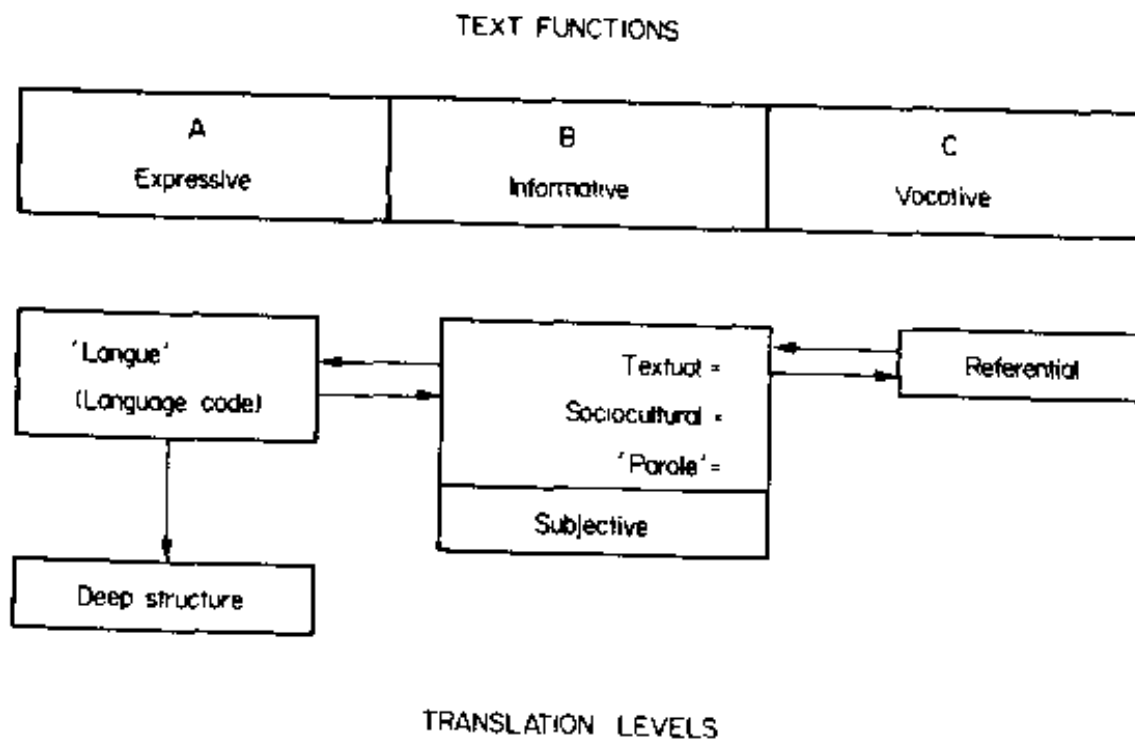 TEXT FUNCTIONS
A
Expressive
B
Informative
C
Vocative
'Langue'
(Language code)
Textual =
Sociocultural =
'Parole' =
Subjective
Referential
Deep structure
TRANSLATION LEVELS